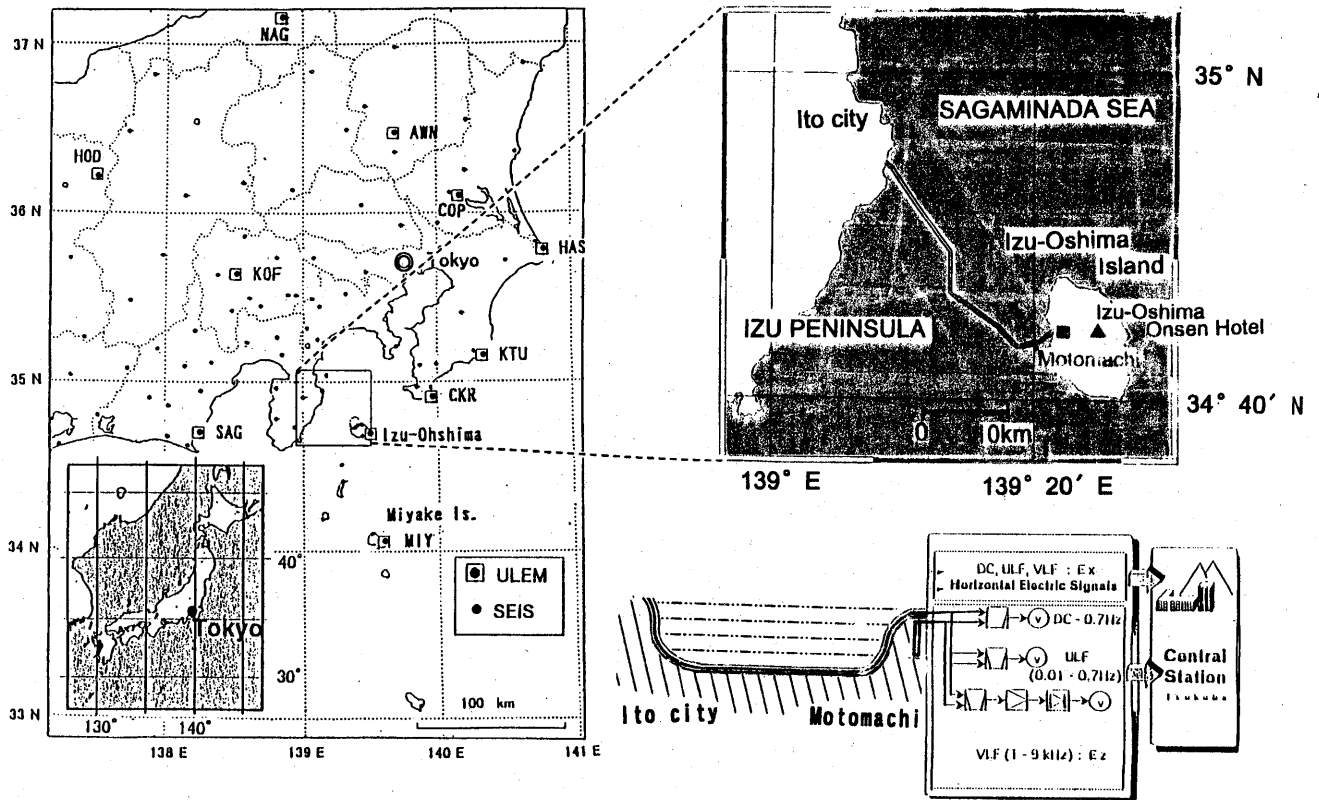 37 N
36 N
35 N
34 N
33 N
138 E
139 E
140 E
141 E
NAG
AWN
HOD
COP
HAS
Tokyo
KOF
KTU
CKR
SAG
Izu-Ohshima
Miyake Is.
MIY
ULEM
SEIS
100 km
Tokyo
40°
30°
130°
140°
35° N
SAGAMINADA SEA
Ito city
Izu-Oshima
Island
Izu-Oshima
Onsen Hotel
IZU PENINSULA
Motomachi
34° 40′ N
0
10km
139° E
139° 20′ E
Ito city
Motomachi
DC, ULF, VLF : Ex
Horizontal Electric Signals
V
DC - 0.7Hz
V
ULF
(0.01 - 0.7Hz)
V
VLF (1 - 9 kHz) : Ez
Central
Station
Tsukuba